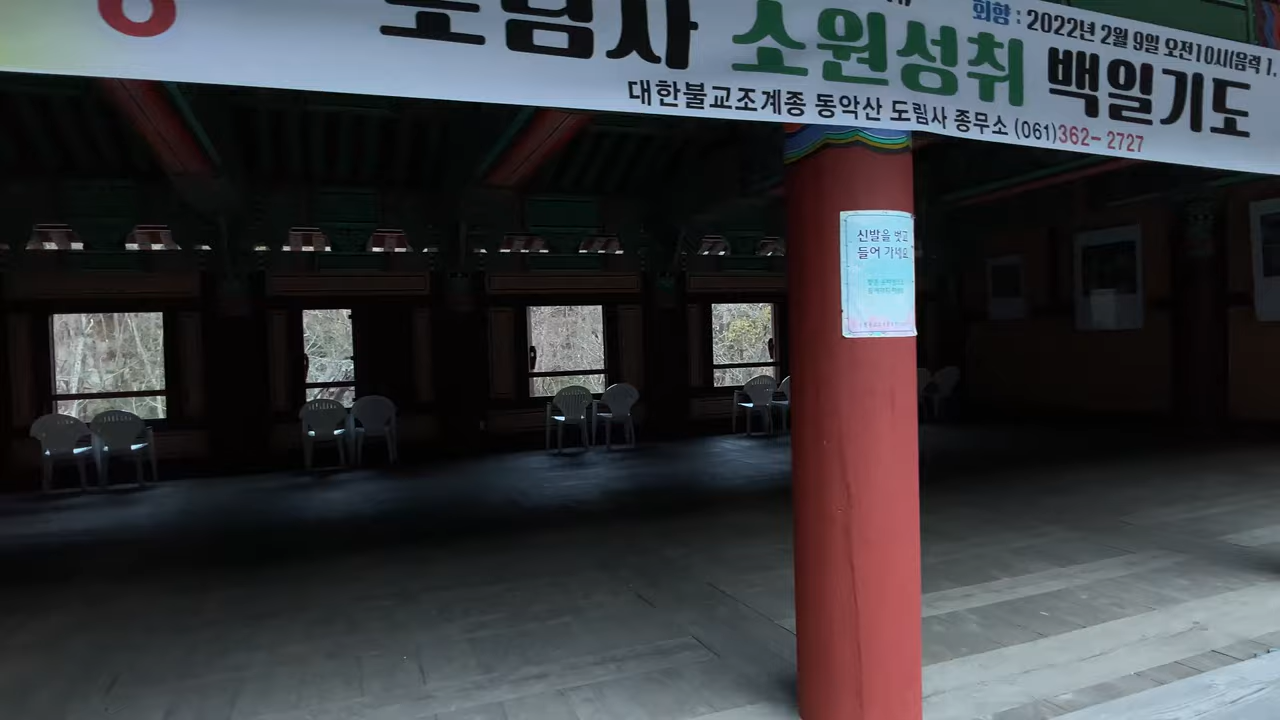 도림사 소원성취 백일기도
회향 : 2022년 2월 9일 오전10시(음력 1.
대한불교조계종 동악산 도림사 종무소 (061)362- 2727
신발을 벗고
들어 가세요